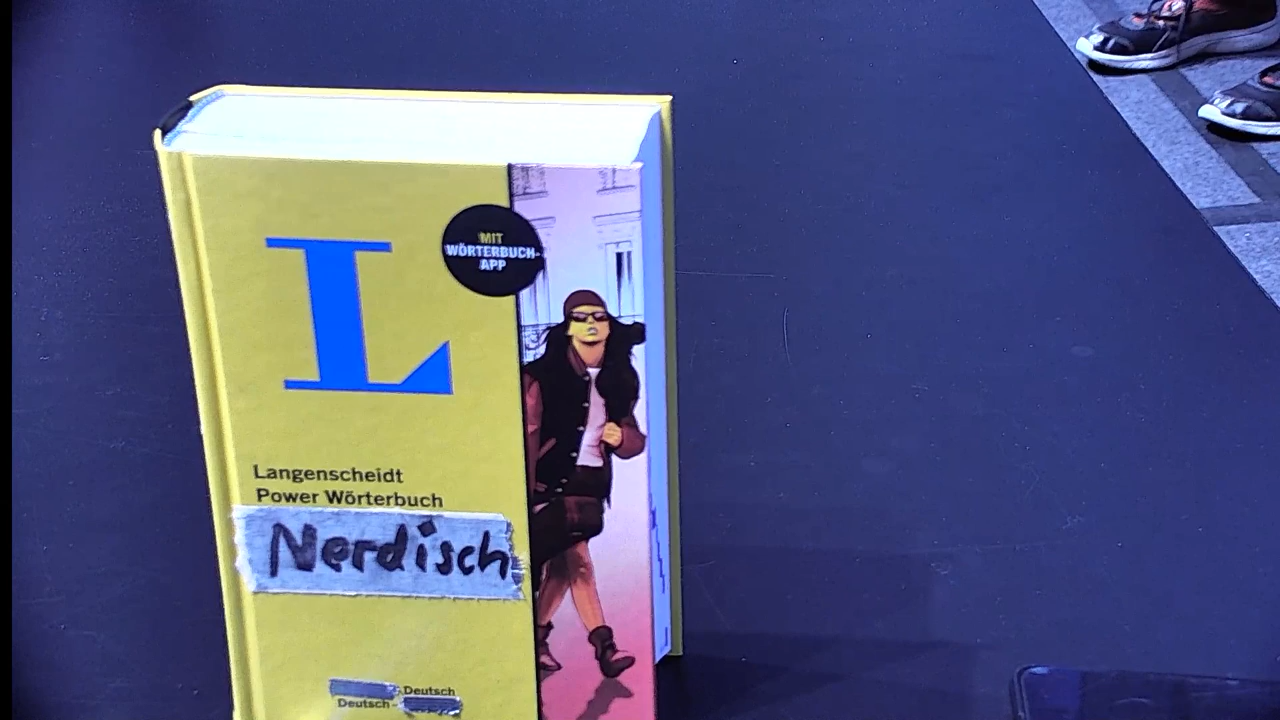 MIT
WÖRTERBUCH-
APP
L
Langenscheidt
Power Wörterbuch
Nerdisch
-Deutsch
Deutsch-